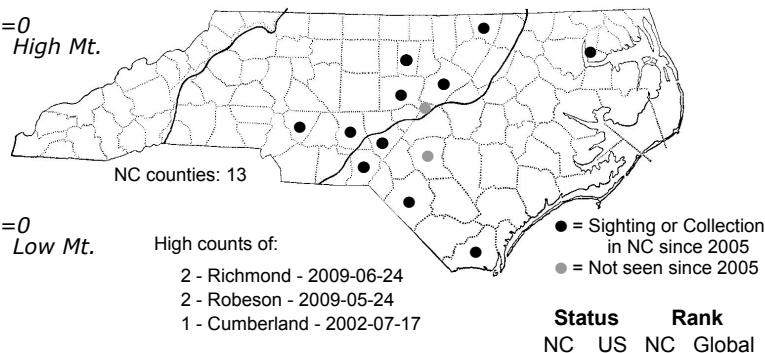 =0
High Mt.
NC counties: 13
=0
Low Mt.
High counts of:
2 - Richmond - 2009-06-24
2 - Robeson - 2009-05-24
1 - Cumberland - 2002-07-17
= Sighting or Collection
in NC since 2005
= Not seen since 2005
Status Rank
NC US NC Global